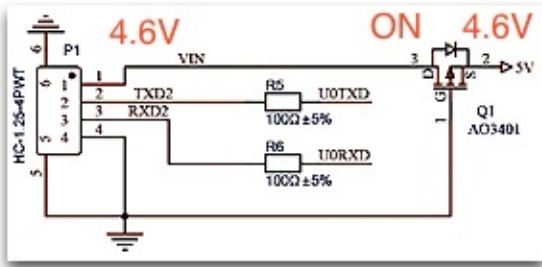 4.6V ON 4.6V
6 P1
VIN 3 D S 2 5V
6 1 1
2 2 TXD2 R5 U0TXD
3 3 RXD2 100Ω±5% G Q1
5 4 4 1 AO3401
HC-1.25-4PWT
R6 U0RXD
5 100Ω±5%